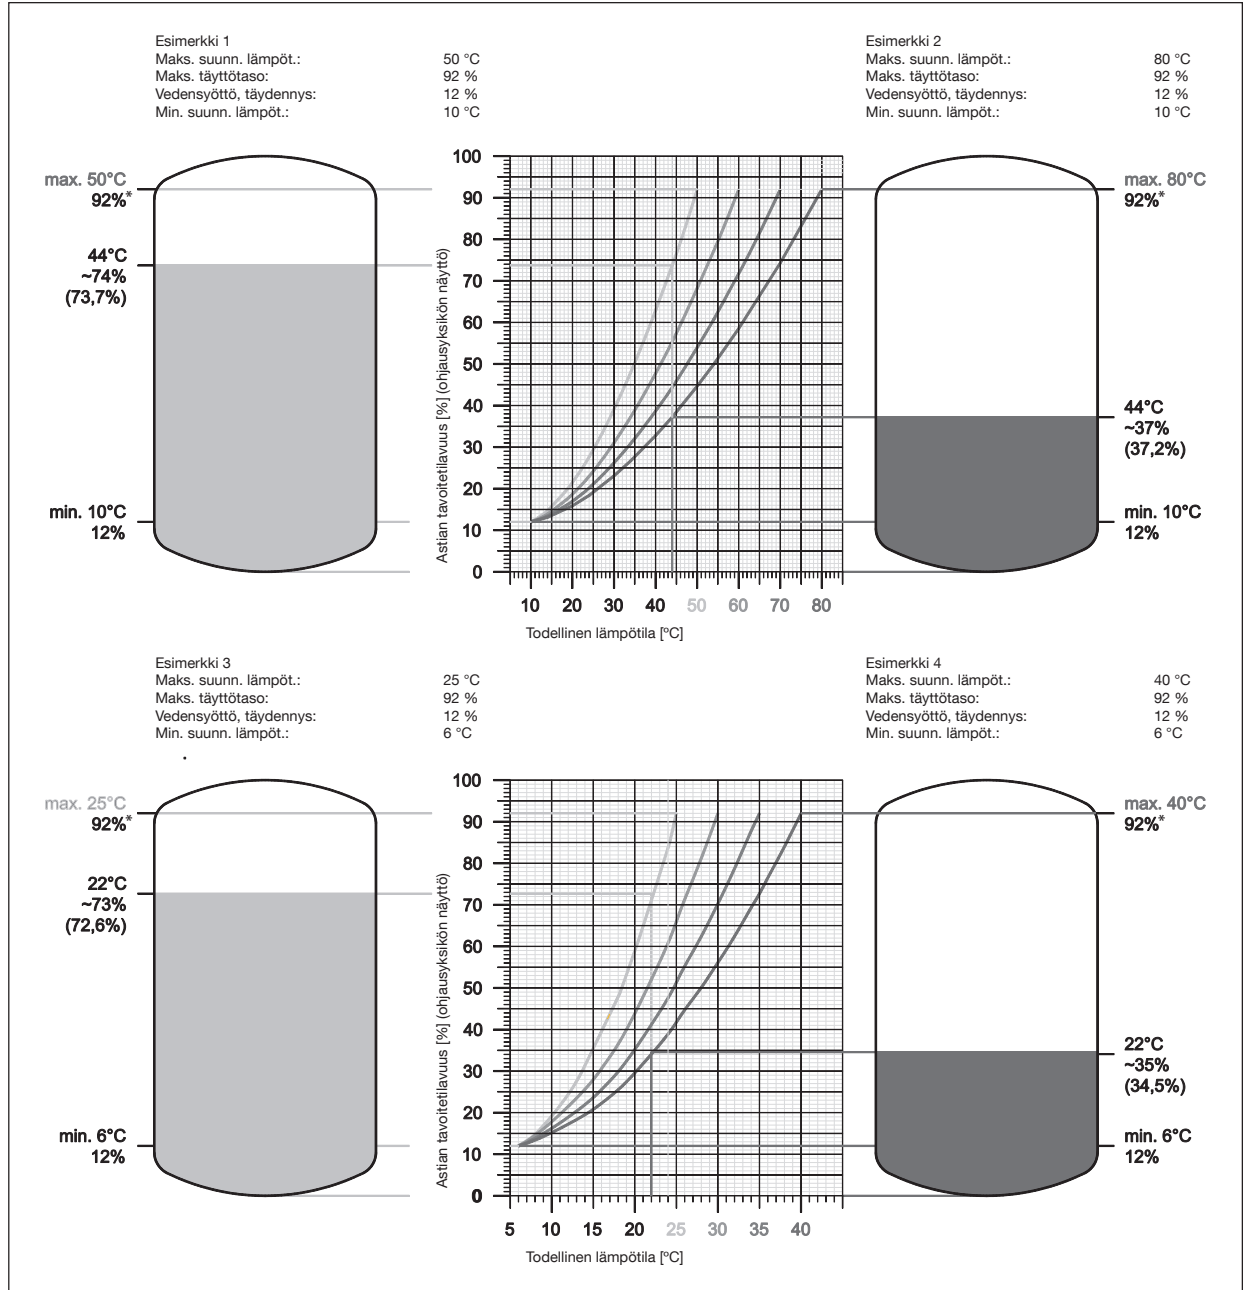 Esimerkki 1
Maks. suunn. lämpöt.: 50 °C
Maks. täyttötaso: 92 %
Vedensyöttö, täydennys: 12 %
Min. suunn. lämpöt.: 10 °C
Esimerkki 2
Maks. suunn. lämpöt.: 80 °C
Maks. täyttötaso: 92 %
Vedensyöttö, täydennys: 12 %
Min. suunn. lämpöt.: 10 °C
max. 50°C
92%*
44°C
~74%
(73,7%)
min. 10°C
12%
Astian tavoitetilavuus [%] (ohjausyksikön näyttö)
100
90
80
70
60
50
40
30
20
10
0
10 20 30 40 50 60 70 80
Todellinen lämpötila [°C]
max. 80°C
92%*
44°C
~37%
(37,2%)
min. 10°C
12%
Esimerkki 3
Maks. suunn. lämpöt.: 25 °C
Maks. täyttötaso: 92 %
Vedensyöttö, täydennys: 12 %
Min. suunn. lämpöt.: 6 °C
Esimerkki 4
Maks. suunn. lämpöt.: 40 °C
Maks. täyttötaso: 92 %
Vedensyöttö, täydennys: 12 %
Min. suunn. lämpöt.: 6 °C
max. 25°C
92%*
22°C
~73%
(72,6%)
min. 6°C
12%
Astian tavoitetilavuus [%] (ohjausyksikön näyttö)
100
90
80
70
60
50
40
30
20
10
0
5 10 15 20 25 30 35 40
Todellinen lämpötila [°C]
max. 40°C
92%*
22°C
~35%
(34,5%)
min. 6°C
12%